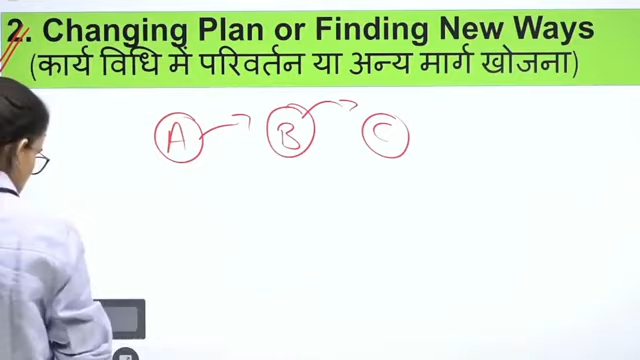 2. Changing Plan or Finding New Ways
(कार्य विधि में परिवर्तन या अन्य मार्ग खोजना)
A B C